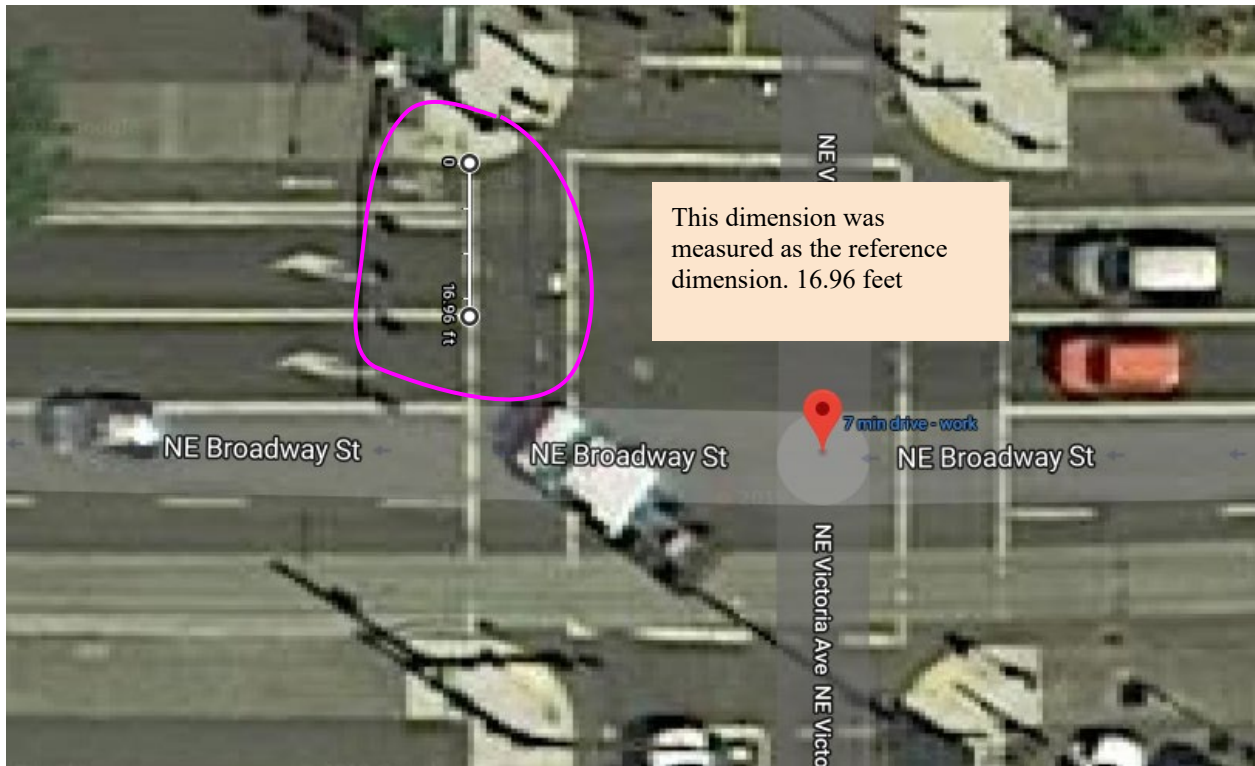 NE V
0
This dimension was
measured as the reference
dimension. 16.96 feet
16.96 ft
7 min drive - work
NE Broadway St
NE Broadway St
NE Broadway St
NE Victoria Ave
NE Victo